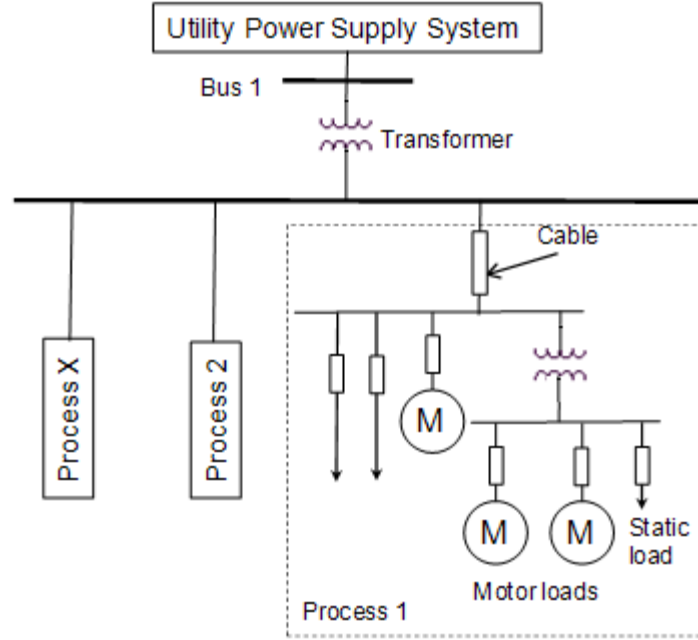 Utility Power Supply System
Bus 1
Transformer
Cable
Process X
Process 2
M
M
M
Static
load
Motor loads
Process 1